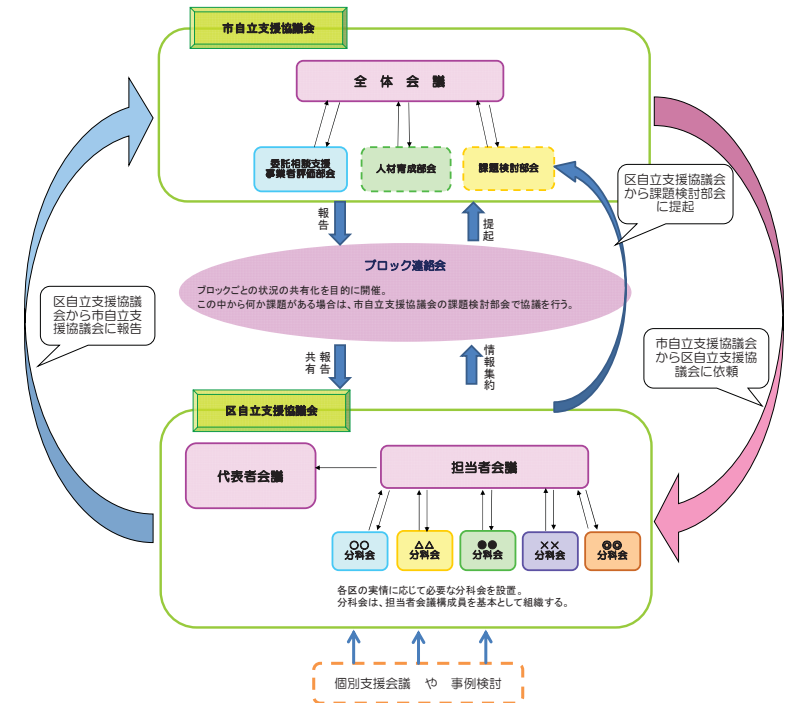 市自立支援協議会
全 体 会 議
委託相談支援
事業者評価部会
人材育成部会
課題検討部会
区自立支援協議会
から課題検討部会
に提起
報告
提起
ブロック連絡会
ブロックごとの状況の共有化を目的に開催。
この中から何か課題がある場合は、市自立支援協議会の課題検討部会で協議を行う。
区自立支援協議
会から市自立支
援協議会に報告
市自立支援協議会
から区自立支援協
議会に依頼
報告
共有
情報集約
区自立支援協議会
代表者会議
担当者会議
○○
分科会
△△
分科会
●●
分科会
××
分科会
◎◎
分科会
各区の実情に応じて必要な分科会を設置。
分科会は、担当者会議構成員を基本として組織する。
個別支援会議 や 事例検討